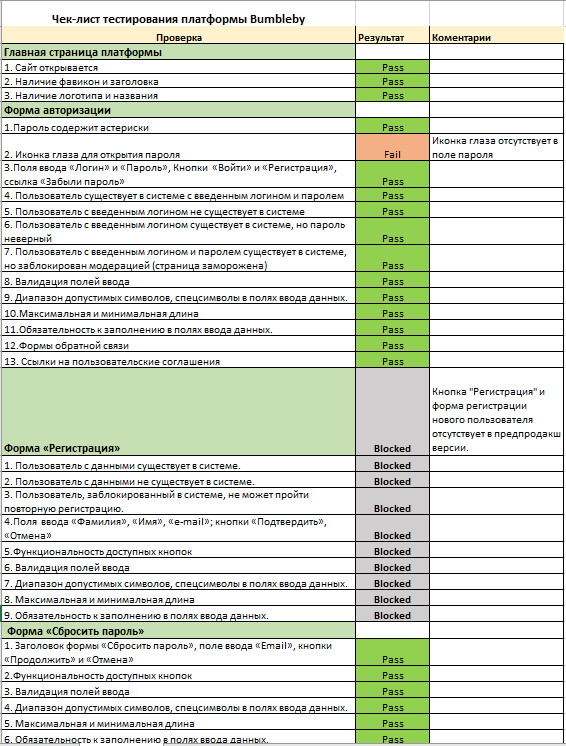 Чек-лист тестирования платформы Bumbleby
Проверка Результат Коментарии
Главная страница платформы
1. Сайт открывается Pass
2. Наличие фавикон и заголовка Pass
3. Наличие логотипа и названия Pass
Форма авторизации
1.Пароль содержит астериски Pass
Иконка глаза отсутствует в
2. Иконка глаза для открытия пароля Fail поле пароля
3.Поля ввода «Логин» и «Пароль», Кнопки «Войти» и «Регистрация»,
ссылка «Забыли пароль» Pass
4. Пользователь существует в системе с введенным логином и паролем Pass
5. Пользователь с введенным логином не существует в системе Pass
6. Пользователь с введенным логином существует в системе, но пароль
неверный Pass
7. Пользователь с введенным логином и паролем существует в системе,
но заблокирован модерацией (страница заморожена) Pass
8. Валидация полей ввода Pass
9. Диапазон допустимых символов, спецсимволы в полях ввода данных. Pass
10.Максимальная и минимальная длина Pass
11.Обязательность к заполнению в полях ввода данных. Pass
12.Формы обратной связи Pass
13. Ссылки на пользовательские соглашения Pass
Кнопка "Регистрация" и
форма регистрации
нового пользователя
отсутствует в предпродакш
Форма «Регистрация» Blocked версии.
1. Пользователь с данными существует в системе. Blocked
2. Пользователь с данными не существует в системе. Blocked
3. Пользователь, заблокированный в системе, не может пройти
повторную регистрацию. Blocked
4.Поля ввода «Фамилия», «Имя», «e-mail»; кнопки «Подтвердить»,
«Отмена» Blocked
5.Функциональность доступных кнопок Blocked
6. Валидация полей ввода Blocked
7. Диапазон допустимых символов, спецсимволы в полях ввода данных. Blocked
8. Максимальная и минимальная длина Blocked
9. Обязательность к заполнению в полях ввода данных. Blocked
Форма «Сбросить пароль»
1. Заголовок формы «Сбросить пароль», поле ввода «Email», кнопки
«Продолжить» и «Отмена» Pass
2.Функциональность доступных кнопок Pass
3. Валидация полей ввода Pass
4. Диапазон допустимых символов, спецсимволы в полях ввода данных. Pass
5. Максимальная и минимальная длина Pass
6. Обязательность к заполнению в полях ввода данных. Pass